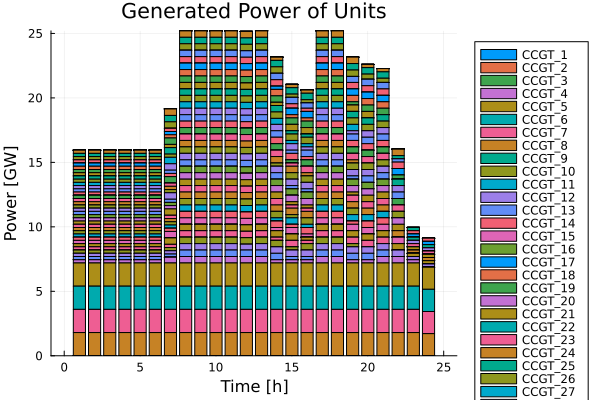 Generated Power of Units
Power [GW]
25
20
15
10
5
0
0
5
10
15
20
25
Time [h]
CCGT_1
CCGT_2
CCGT_3
CCGT_4
CCGT_5
CCGT_6
CCGT_7
CCGT_8
CCGT_9
CCGT_10
CCGT_11
CCGT_12
CCGT_13
CCGT_14
CCGT_15
CCGT_16
CCGT_17
CCGT_18
CCGT_19
CCGT_20
CCGT_21
CCGT_22
CCGT_23
CCGT_24
CCGT_25
CCGT_26
CCGT_27